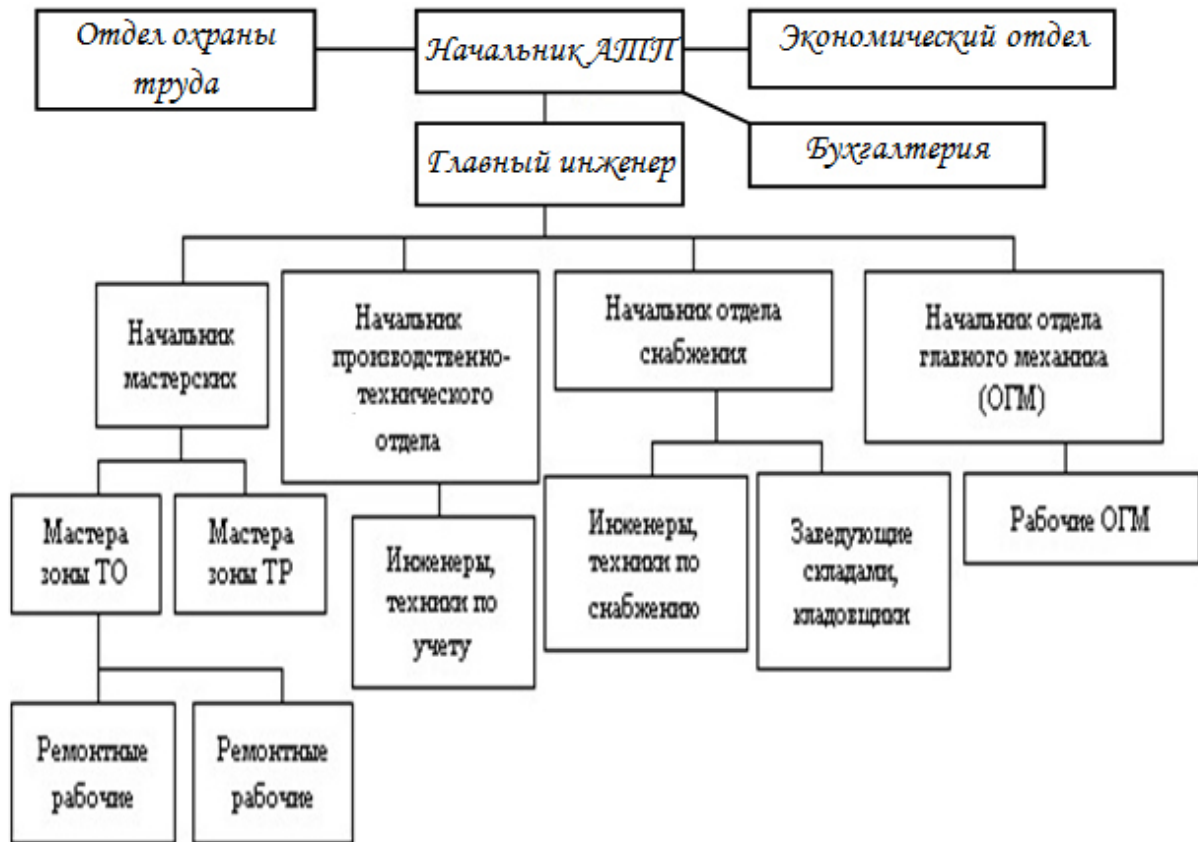 Отдел охраны
труда
Начальник АТП
Экономический отдел
Главный инженер
Бухгалтерия
Начальник
мастерских
Начальник
производственно-
технического
отдела
Начальник отдела
снабжения
Начальник отдела
главного механика
(ОГМ)
Мастера
зоны ТО
Мастера
зоны ТР
Инженеры,
техники по
учету
Инженеры,
техники по
снабжению
Заведующие
складами,
кладовщики
Рабочие ОГМ
Ремонтные
рабочие
Ремонтные
рабочие